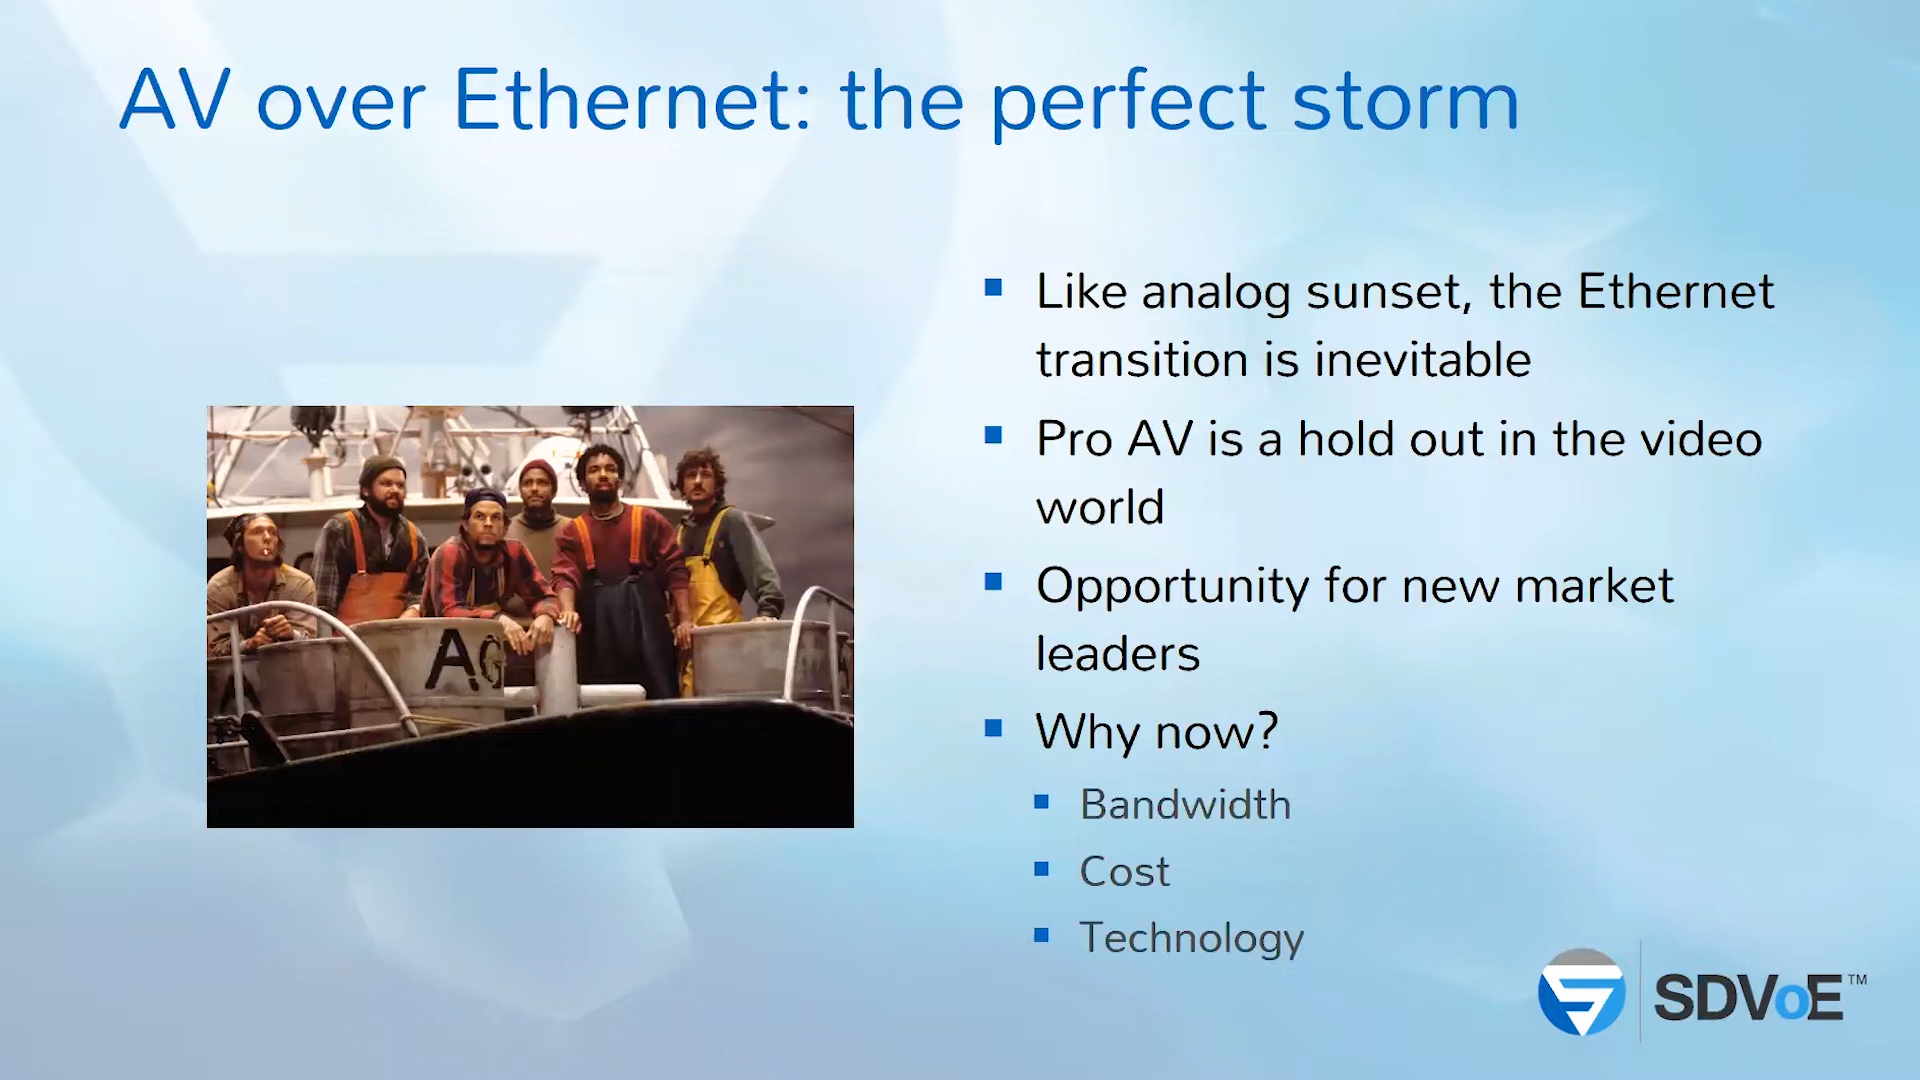 AV over Ethernet: the perfect storm
Like analog sunset, the Ethernet
transition is inevitable
Pro AV is a hold out in the video
world
Opportunity for new market
leaders
Why now?
Bandwidth
Cost
Technology
AG
SDVoE™